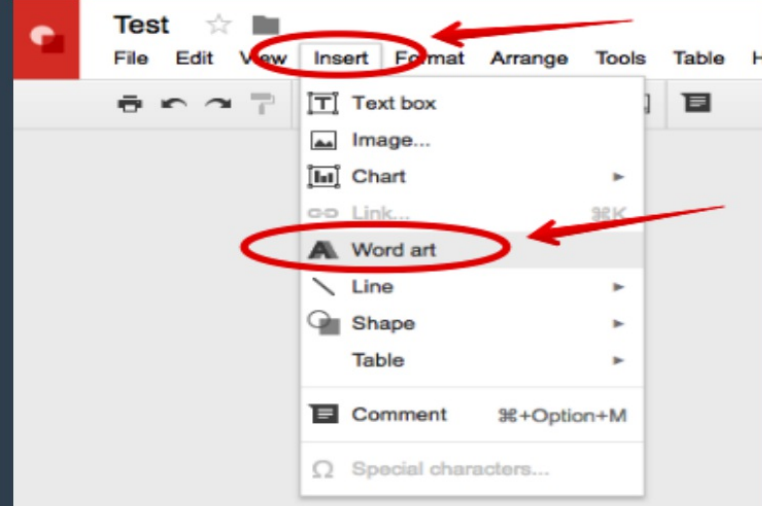 Test
File Edit View Insert Format Arrange Tools Table H
Text box
Image...
Chart
Link... ⌘K
Word art
Line
Shape
Table
Comment ⌘+Option+M
Ω Special characters...